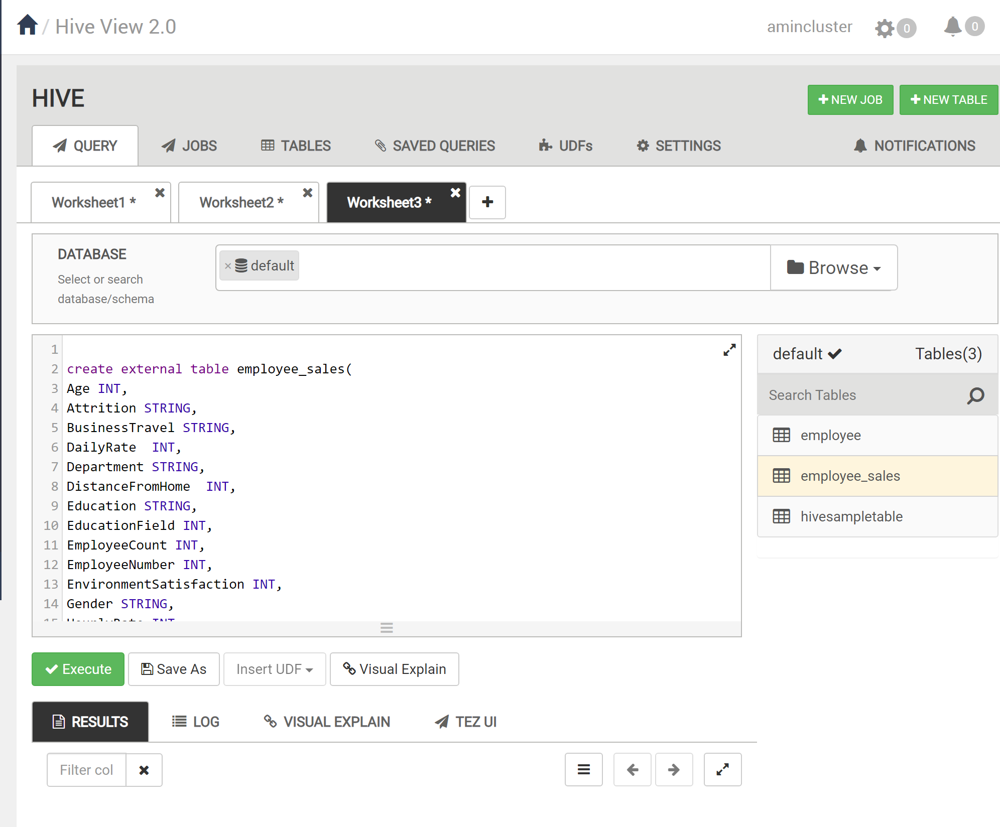 / Hive View 2.0
amincluster 0 0
HIVE
NEW JOB NEW TABLE
QUERY JOBS TABLES SAVED QUERIES UDFs SETTINGS NOTIFICATIONS
Worksheet1 * Worksheet2 * Worksheet3 *
DATABASE
Select or search
database/schema
× default
Browse
1
2 create external table employee_sales(
3 Age INT,
4 Attrition STRING,
5 BusinessTravel STRING,
6 DailyRate  INT,
7 Department STRING,
8 DistanceFromHome  INT,
9 Education STRING,
10 EducationField INT,
11 EmployeeCount INT,
12 EmployeeNumber INT,
13 EnvironmentSatisfaction INT,
14 Gender STRING,
15 HourlyRate INT
default Tables(3)
Search Tables
employee
employee_sales
hivesampletable
Execute Save As Insert UDF Visual Explain
RESULTS LOG VISUAL EXPLAIN TEZ UI
Filter col